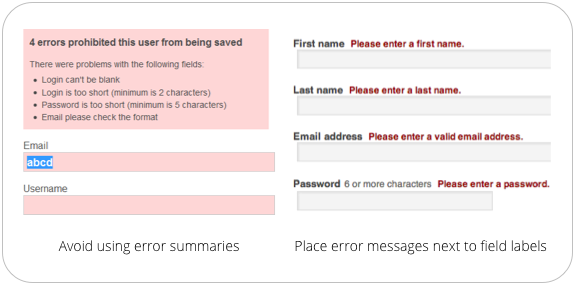 4 errors prohibited this user from being saved
There were problems with the following fields:
Login can't be blank
Login is too short (minimum is 2 characters)
Password is too short (minimum is 5 characters)
Email please check the format
Email
abcd
Username
Avoid using error summaries
First name Please enter a first name.
Last name Please enter a last name.
Email address Please enter a valid email address.
Password 6 or more characters Please enter a password.
Place error messages next to field labels